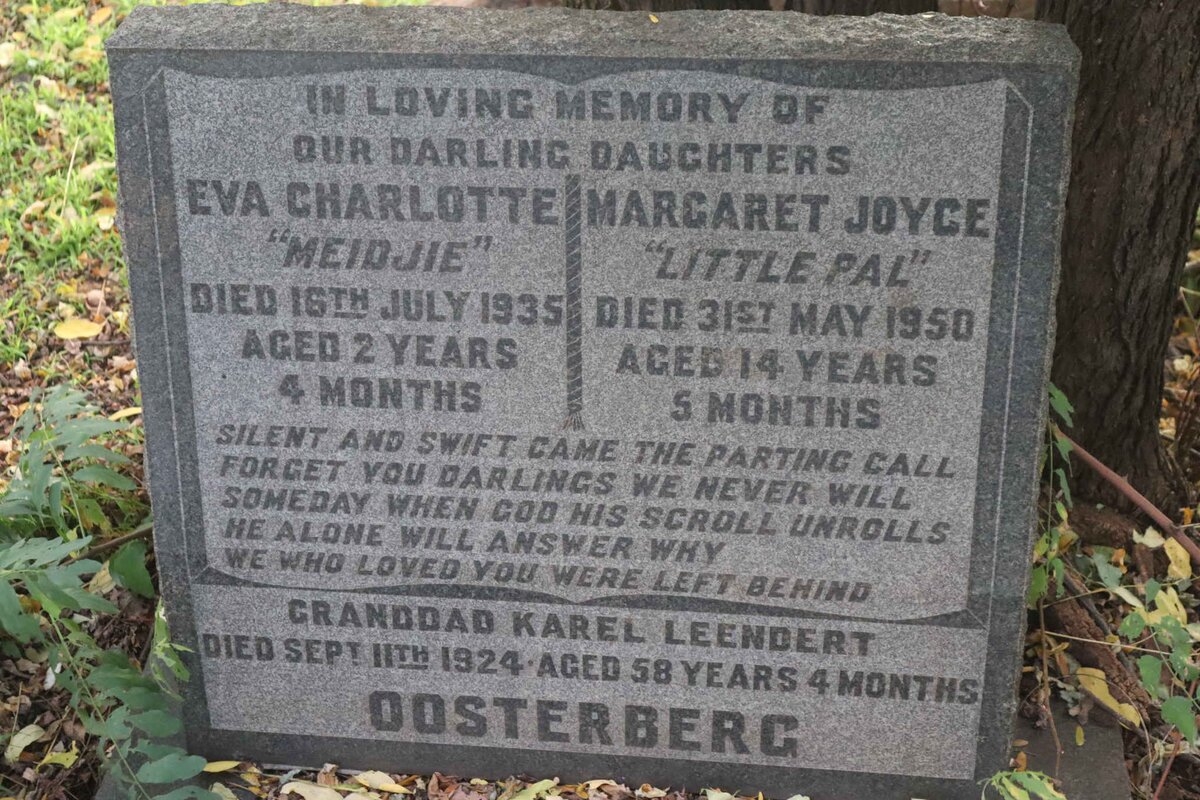 IN LOVING MEMORY OF
OUR DARLING DAUGHTERS
EVA CHARLOTTE
"MEIDJIE"
DIED 16TH JULY 1935
AGED 2 YEARS
4 MONTHS
MARGARET JOYCE
"LITTLE PAL"
DIED 31ST MAY 1950
AGED 14 YEARS
5 MONTHS
SILENT AND SWIFT CAME THE PARTING CALL
FORGET YOU DARLINGS WE NEVER WILL
SOMEDAY WHEN GOD HIS SCROLL UNROLLS
HE ALONE WILL ANSWER WHY
WE WHO LOVED YOU WERE LEFT BEHIND
GRANDDAD KAREL LEENDERT
DIED SEPT 11TH 1924 AGED 58 YEARS 4 MONTHS
OOSTERBERG